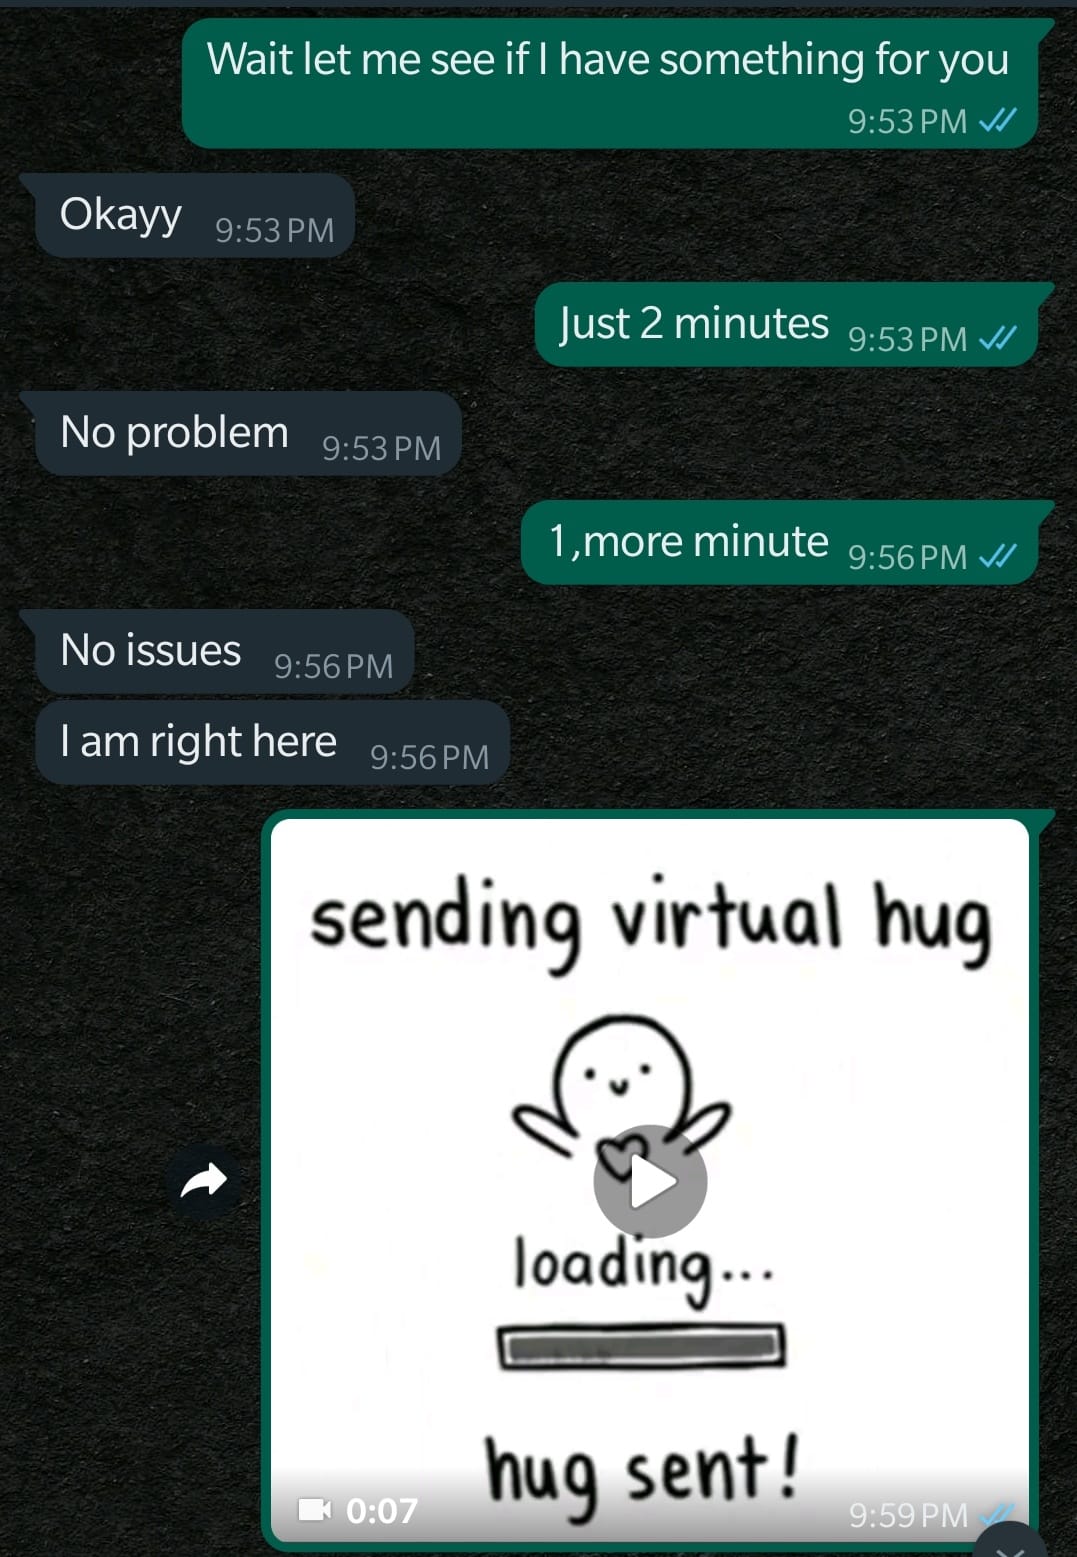 Wait let me see if I have something for you
9:53 PM
Okayy 9:53 PM
Just 2 minutes 9:53 PM
No problem 9:53 PM
1,more minute 9:56 PM
No issues 9:56 PM
I am right here 9:56 PM
sending virtual hug
loading...
hug sent!
0:07 9:59 PM